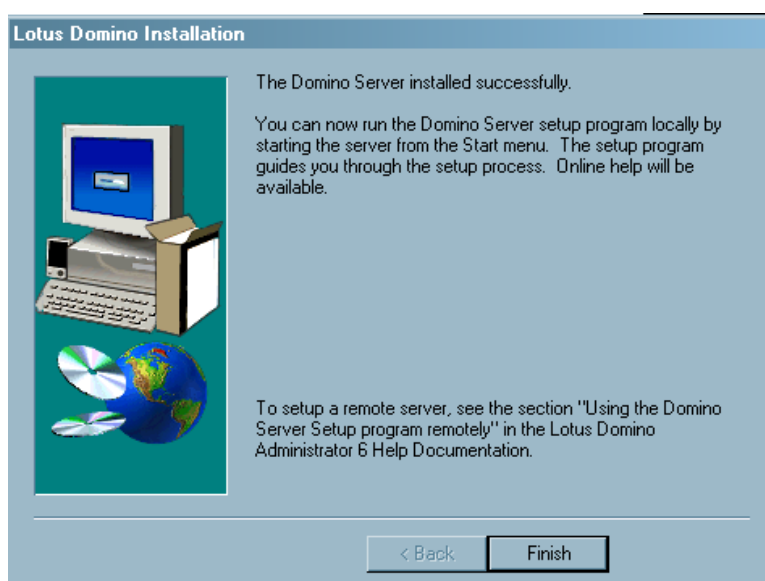 Lotus Domino Installation
The Domino Server installed successfully.
You can now run the Domino Server setup program locally by
starting the server from the Start menu.  The setup program
guides you through the setup process.  Online help will be
available.
To setup a remote server, see the section "Using the Domino
Server Setup program remotely" in the Lotus Domino
Administrator 6 Help Documentation.
< Back
Finish